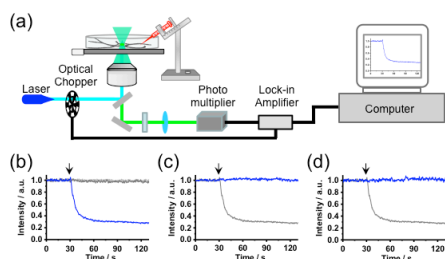 (a)
Optical
Chopper
Laser
Photo
multiplier
Lock-in
Amplifier
Computer
(b)
Intensity / a.u.
1.0
0.8
0.6
0.4
0.2
0.0
0 30 60 90 120
Time / s
(c)
Intensity / a.u.
1.0
0.8
0.6
0.4
0.2
0.0
0 30 60 90 120
Time / s
(d)
Intensity / a.u.
1.0
0.8
0.6
0.4
0.2
0.0
0 30 60 90 120
Time / s